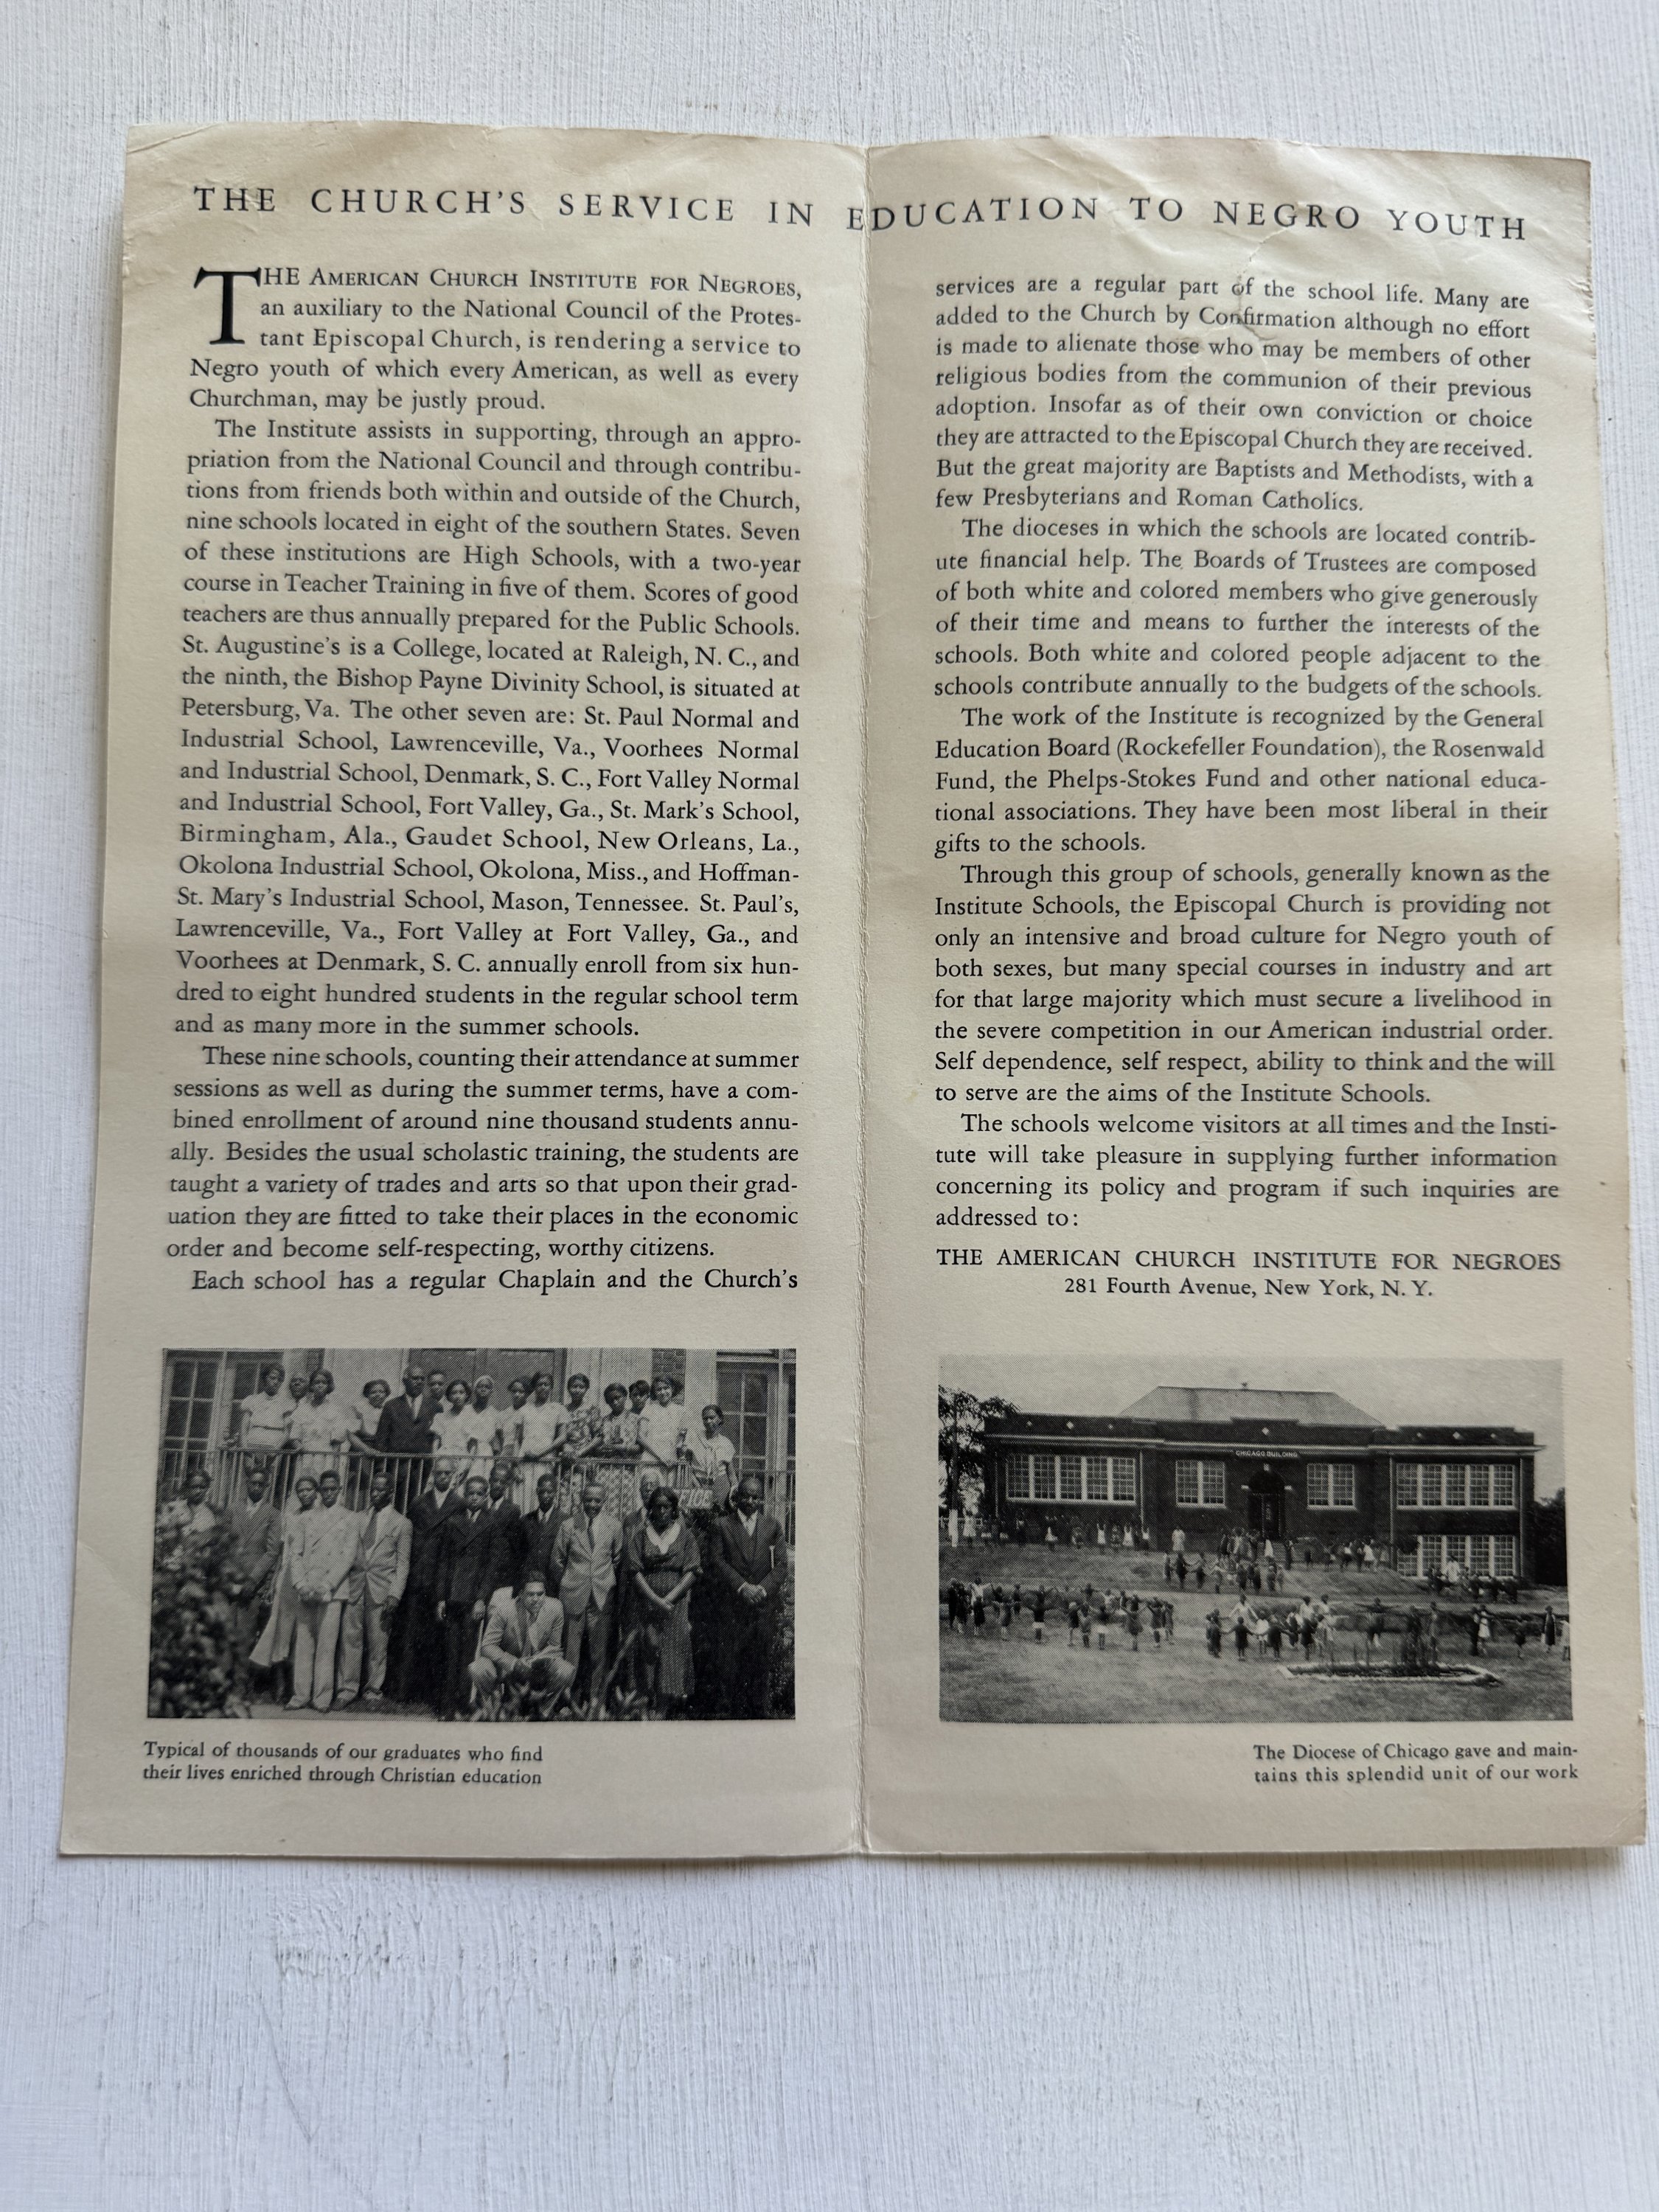 THE CHURCH'S SERVICE IN EDUCATION TO NEGRO YOUTH
THE AMERICAN CHURCH INSTITUTE FOR NEGROES,
an auxiliary to the National Council of the Protes-
tant Episcopal Church, is rendering a service to
Negro youth of which every American, as well as every
Churchman, may be justly proud.
The Institute assists in supporting, through an appro-
priation from the National Council and through contribu-
tions from friends both within and outside of the Church,
nine schools located in eight of the southern States. Seven
of these institutions are High Schools, with a two-year
course in Teacher Training in five of them. Scores of good
teachers are thus annually prepared for the Public Schools.
St. Augustine's is a College, located at Raleigh, N. C., and
the ninth, the Bishop Payne Divinity School, is situated at
Petersburg, Va. The other seven are: St. Paul Normal and
Industrial School, Lawrenceville, Va., Voorhees Normal
and Industrial School, Denmark, S. C., Fort Valley Normal
and Industrial School, Fort Valley, Ga., St. Mark's School,
Birmingham, Ala., Gaudet School, New Orleans, La.,
Okolona Industrial School, Okolona, Miss., and Hoffman-
St. Mary's Industrial School, Mason, Tennessee. St. Paul's,
Lawrenceville, Va., Fort Valley at Fort Valley, Ga., and
Voorhees at Denmark, S. C. annually enroll from six hun-
dred to eight hundred students in the regular school term
and as many more in the summer schools.
These nine schools, counting their attendance at summer
sessions as well as during the summer terms, have a com-
bined enrollment of around nine thousand students annu-
ally. Besides the usual scholastic training, the students are
taught a variety of trades and arts so that upon their grad-
uation they are fitted to take their places in the economic
order and become self-respecting, worthy citizens.
Each school has a regular Chaplain and the Church's
services are a regular part of the school life. Many are
added to the Church by Confirmation although no effort
is made to alienate those who may be members of other
religious bodies from the communion of their previous
adoption. Insofar as of their own conviction or choice
they are attracted to the Episcopal Church they are received.
But the great majority are Baptists and Methodists, with a
few Presbyterians and Roman Catholics.
The dioceses in which the schools are located contrib-
ute financial help. The Boards of Trustees are composed
of both white and colored members who give generously
of their time and means to further the interests of the
schools. Both white and colored people adjacent to the
schools contribute annually to the budgets of the schools.
The work of the Institute is recognized by the General
Education Board (Rockefeller Foundation), the Rosenwald
Fund, the Phelps-Stokes Fund and other national educa-
tional associations. They have been most liberal in their
gifts to the schools.
Through this group of schools, generally known as the
Institute Schools, the Episcopal Church is providing not
only an intensive and broad culture for Negro youth of
both sexes, but many special courses in industry and art
for that large majority which must secure a livelihood in
the severe competition in our American industrial order.
Self dependence, self respect, ability to think and the will
to serve are the aims of the Institute Schools.
The schools welcome visitors at all times and the Insti-
tute will take pleasure in supplying further information
concerning its policy and program if such inquiries are
addressed to:
THE AMERICAN CHURCH INSTITUTE FOR NEGROES
281 Fourth Avenue, New York, N. Y.
CHICAGO BUILDING
Typical of thousands of our graduates who find
their lives enriched through Christian education
The Diocese of Chicago gave and main-
tains this splendid unit of our work